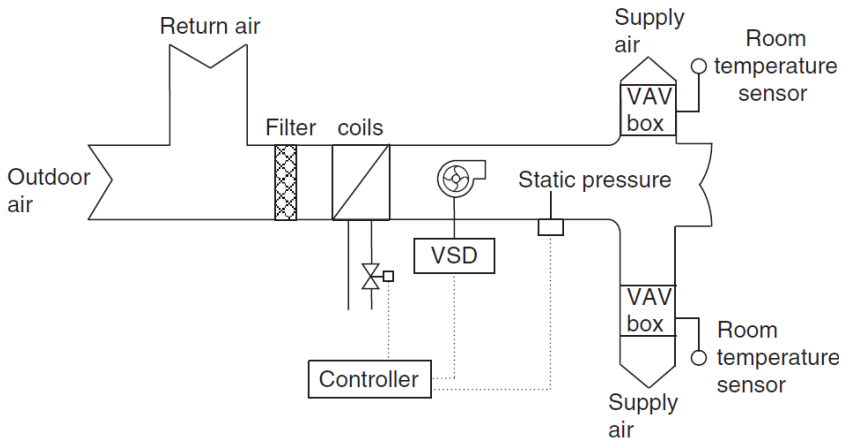 Return air
Supply
air
Room
temperature
sensor
VAV
box
Filter
coils
Outdoor
air
Static pressure
VSD
VAV
box
Room
temperature
sensor
Controller
Supply
air